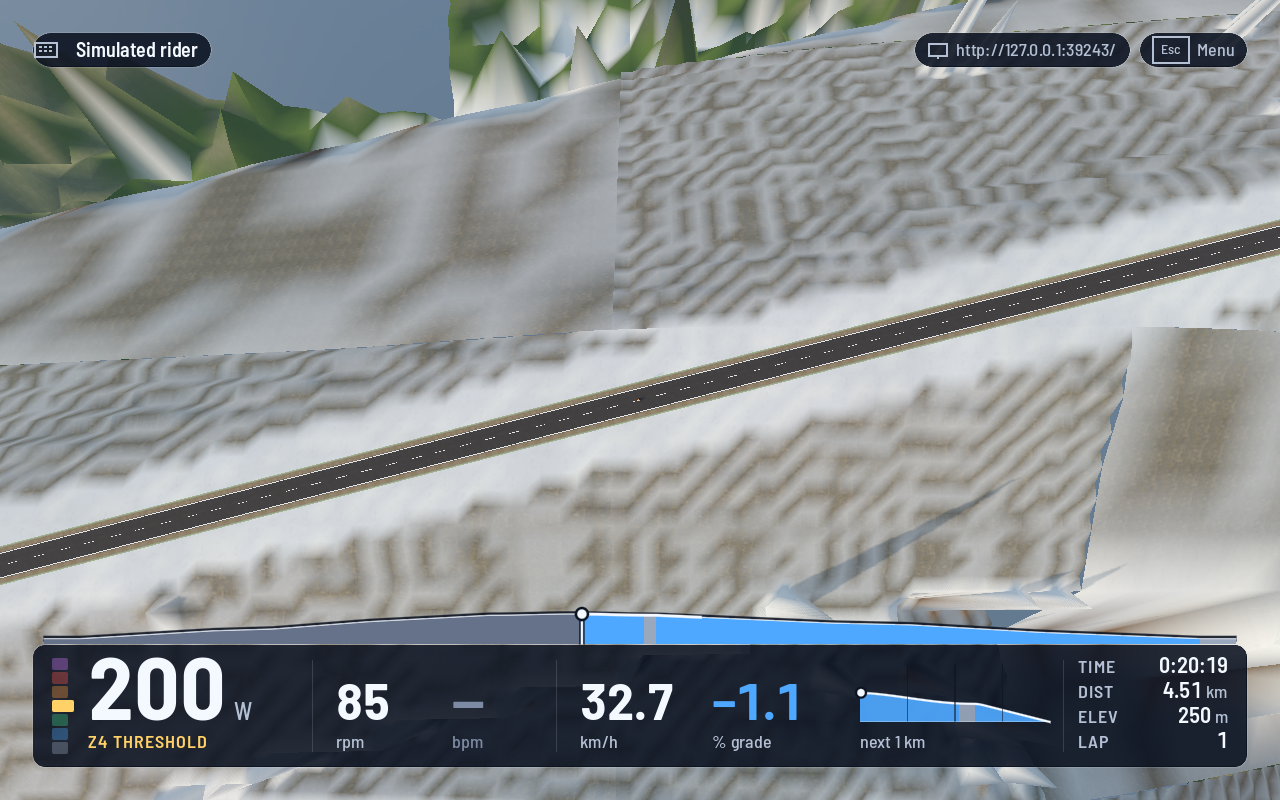 Simulated rider
http://127.0.0.1:39243/
Esc Menu
200 W
Z4 THRESHOLD
85
rpm
–
bpm
32.7
km/h
−1.1
% grade
next 1 km
TIME 0:20:19
DIST 4.51 km
ELEV 250 m
LAP 1